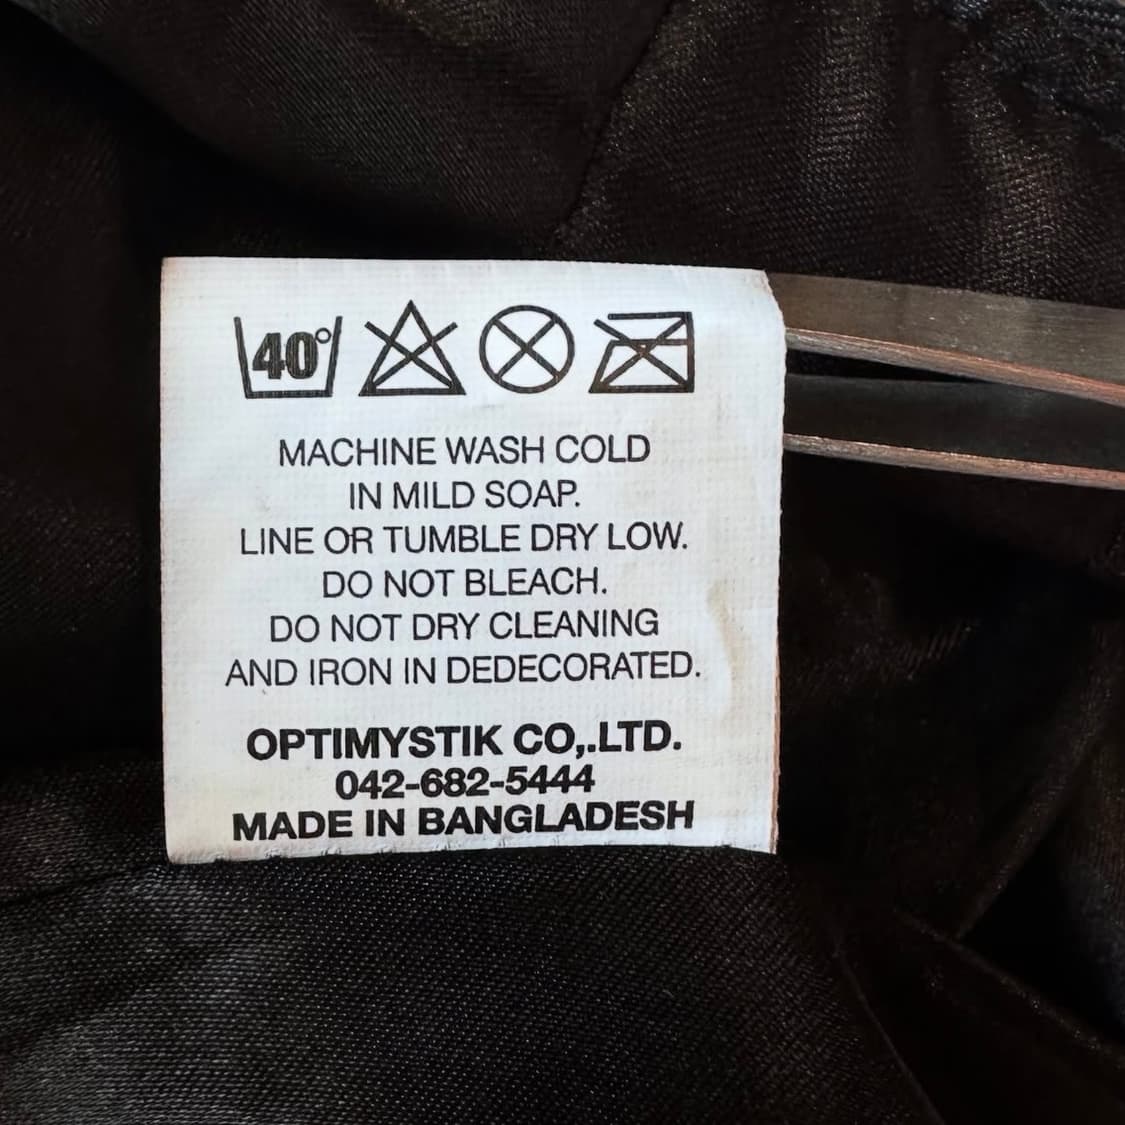 40°
MACHINE WASH COLD
IN MILD SOAP.
LINE OR TUMBLE DRY LOW.
DO NOT BLEACH.
DO NOT DRY CLEANING
AND IRON IN DEDECORATED.
OPTIMYSTIK CO,.LTD.
042-682-5444
MADE IN BANGLADESH